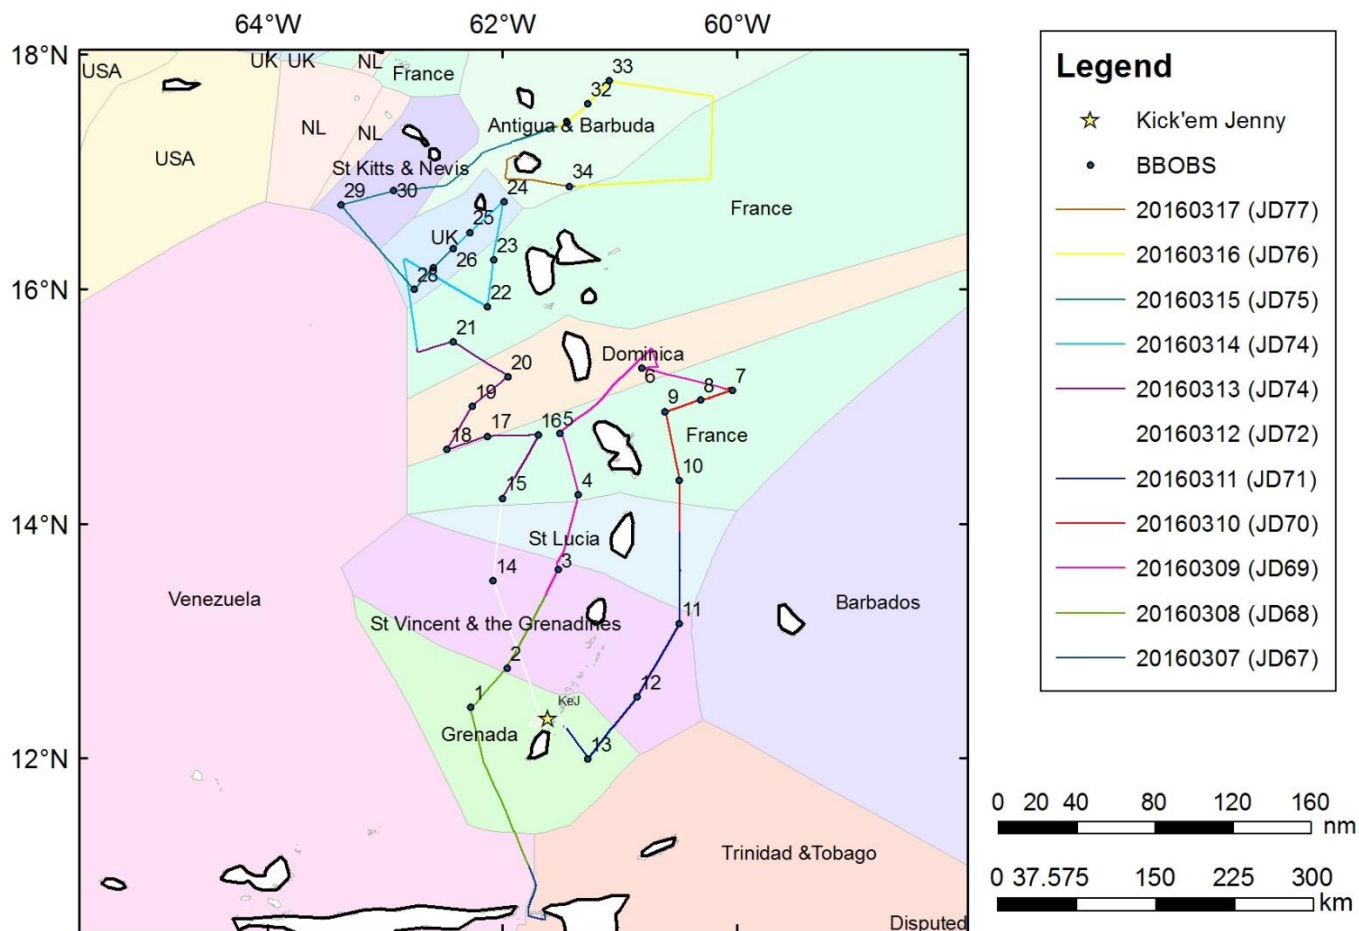 64°W 62°W 60°W
18°N
USA
UK UK NL
France
33
32
Antigua & Barbuda
NL
NL
USA
St Kitts & Nevis
29 30
34
24
France
25
UK
23
26
16°N
28
22
21
20
Dominica
6
7
19
8
9
17
165
18
France
10
15
4
14°N
St Lucia
3
14
Venezuela
Barbados
11
St Vincent & the Grenadines
2
12
1
KeJ
Grenada
13
12°N
Trinidad &Tobago
Disputed
Legend
Kick'em Jenny
BBOBS
20160317 (JD77)
20160316 (JD76)
20160315 (JD75)
20160314 (JD74)
20160313 (JD74)
20160312 (JD72)
20160311 (JD71)
20160310 (JD70)
20160309 (JD69)
20160308 (JD68)
20160307 (JD67)
0 20 40 80 120 160
nm
0 37.575 150 225 300
km